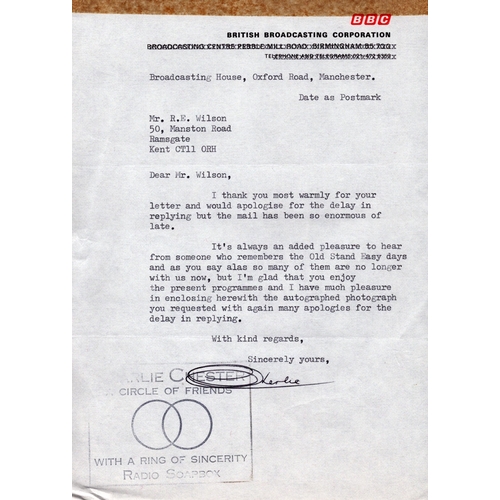 BBC
BRITISH BROADCASTING CORPORATION
BROADCASTING CENTRE PEBBLE MILL ROAD BIRMINGHAM B5 7QQ
TELEPHONE AND TELEGRAMS 021-472 5353
Broadcasting House, Oxford Road, Manchester.
Date as Postmark
Mr. R.E. Wilson
50, Manston Road
Ramsgate
Kent CT11 0RH
Dear Mr. Wilson,
I thank you most warmly for your
letter and would apologise for the delay in
replying but the mail has been so enormous of
late.
It's always an added pleasure to hear
from someone who remembers the Old Stand Easy days
and as you say alas so many of them are no longer
with us now, but I'm glad that you enjoy
the present programmes and I have much pleasure
in enclosing herewith the autographed photograph
you requested with again many apologies for the
delay in replying.
With kind regards,
Sincerely yours,
Charlie
RLIE CHESTER
CIRCLE OF FRIENDS
WITH A RING OF SINCERITY
RADIO SOAPBOX